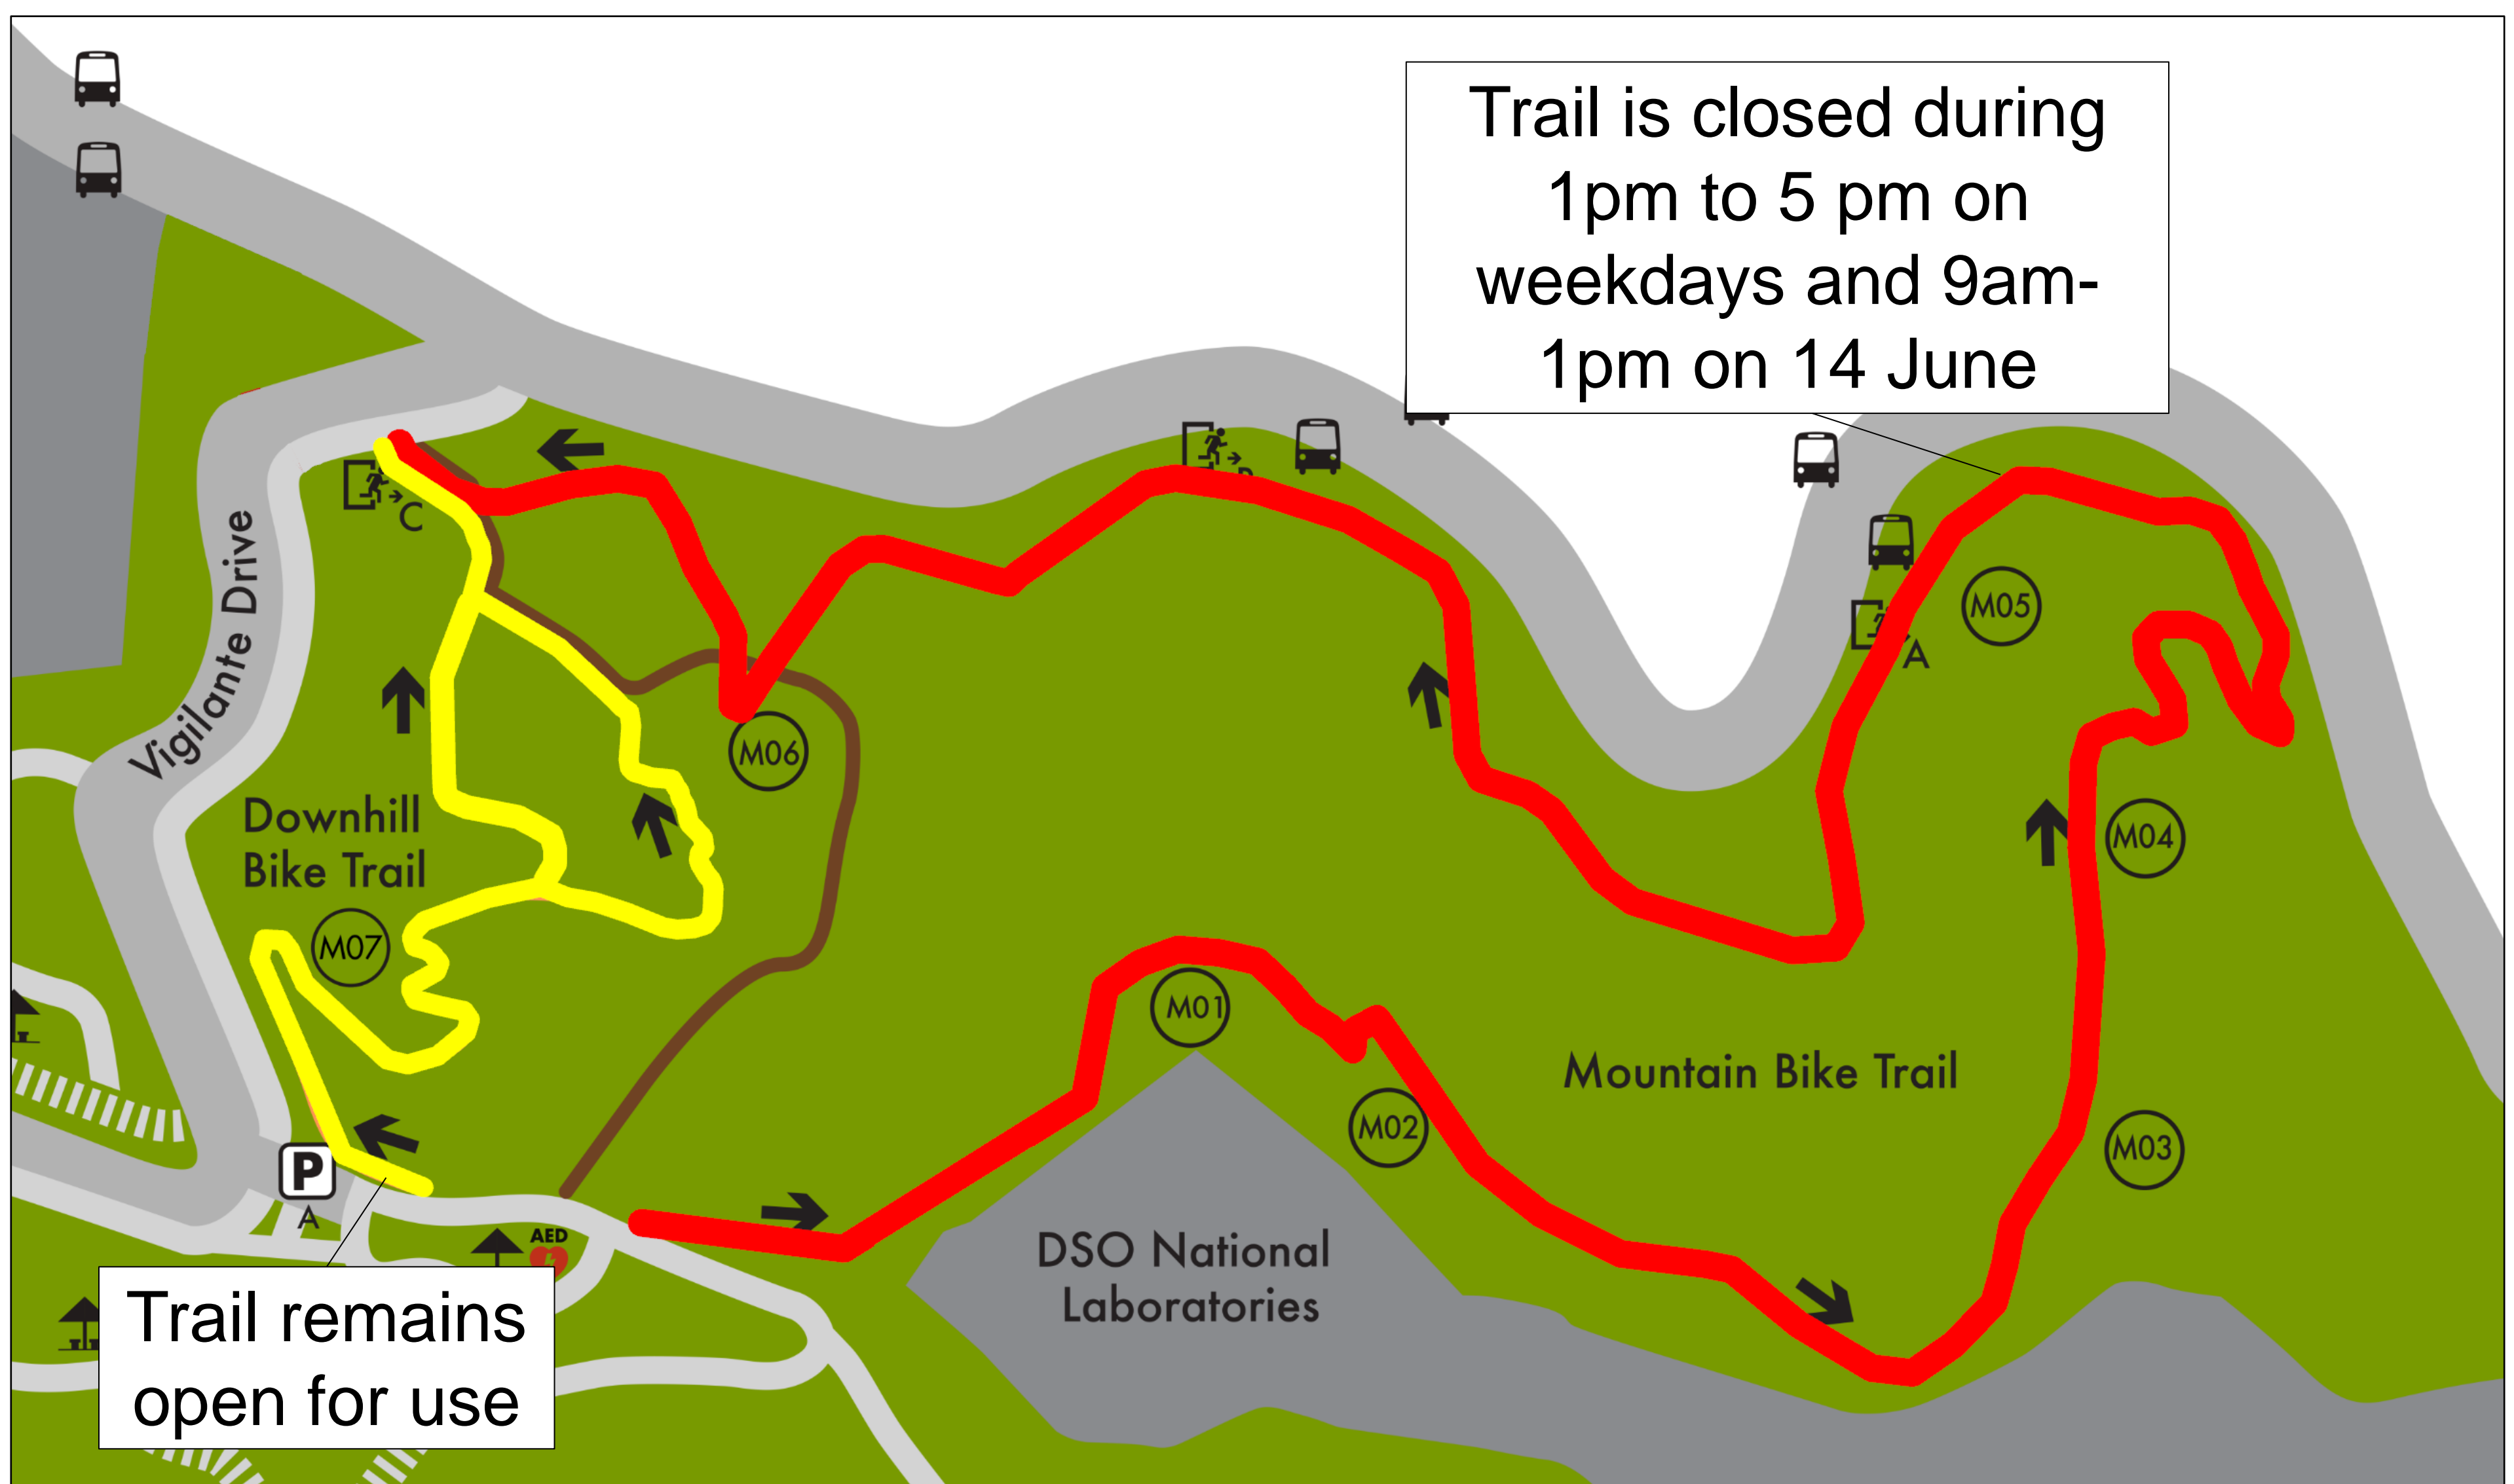 Trail is closed during
1pm to 5 pm on
weekdays and 9am-
1pm on 14 June
C
A
M05
Vigilante Drive
M06
Downhill
Bike Trail
M04
M07
M01
Mountain Bike Trail
M02
M03
P
A
AED
DSO National
Laboratories
Trail remains
open for use